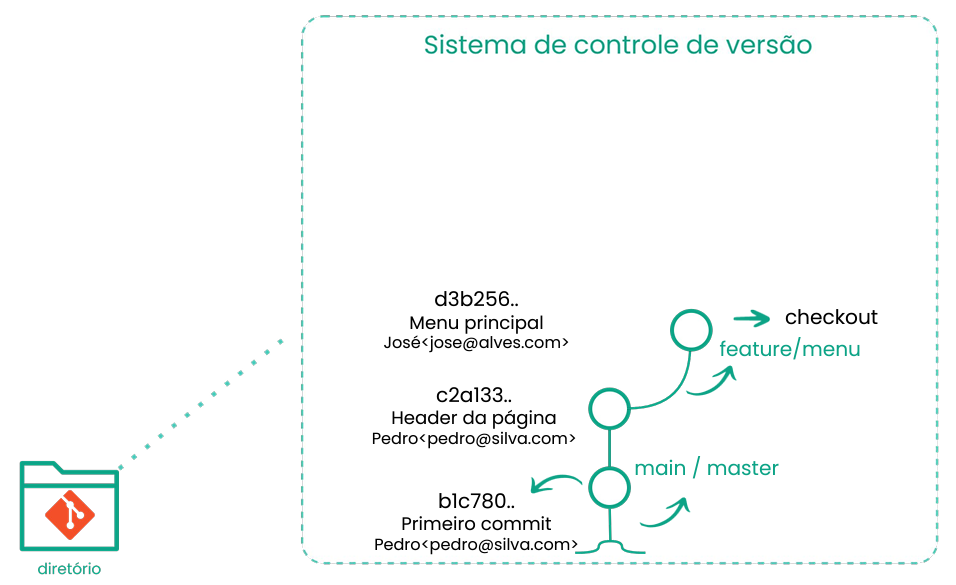 Sistema de controle de versão
d3b256..
Menu principal
José<jose@alves.com>
checkout
feature/menu
c2a133..
Header da página
Pedro<pedro@silva.com>
main / master
b1c780..
Primeiro commit
Pedro<pedro@silva.com>
diretório